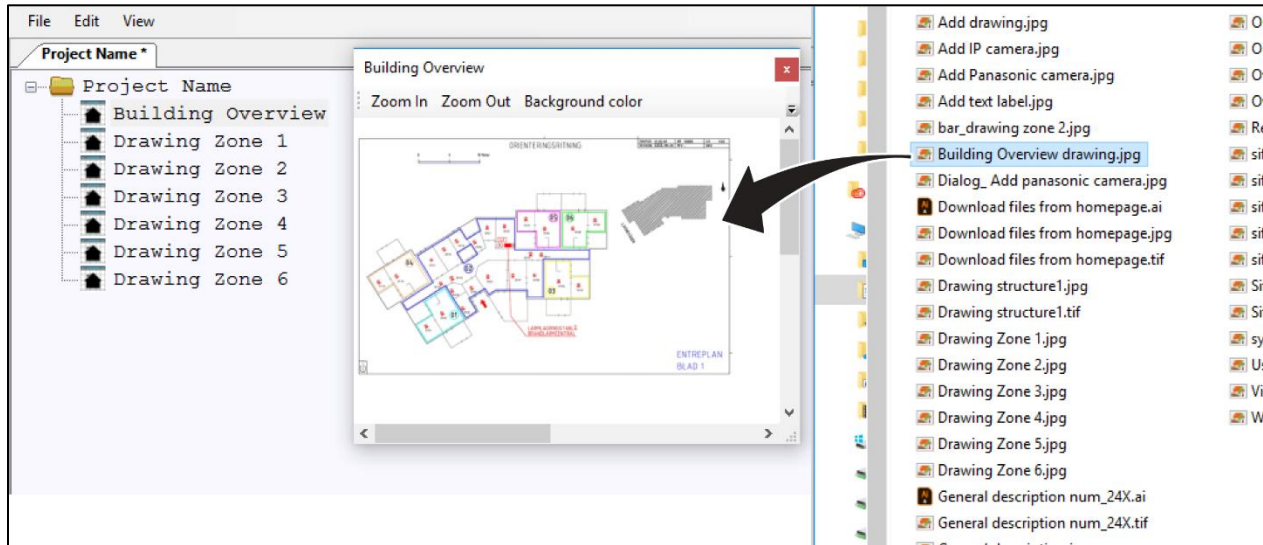 File Edit View
Project Name *
Project Name
Building Overview
Drawing Zone 1
Drawing Zone 2
Drawing Zone 3
Drawing Zone 4
Drawing Zone 5
Drawing Zone 6
Building Overview
x
Zoom In Zoom Out Background color
ORIENTERINGSRITNING
05
06
04
02
03
01
ENTREPLAN
BLAD 1
Add drawing.jpg
Add IP camera.jpg
Add Panasonic camera.jpg
Add text label.jpg
bar_drawing zone 2.jpg
Building Overview drawing.jpg
Dialog_ Add panasonic camera.jpg
Download files from homepage.ai
Download files from homepage.jpg
Download files from homepage.tif
Drawing structure1.jpg
Drawing structure1.tif
Drawing Zone 1.jpg
Drawing Zone 2.jpg
Drawing Zone 3.jpg
Drawing Zone 4.jpg
Drawing Zone 5.jpg
Drawing Zone 6.jpg
General description num_24X.ai
General description num_24X.tif